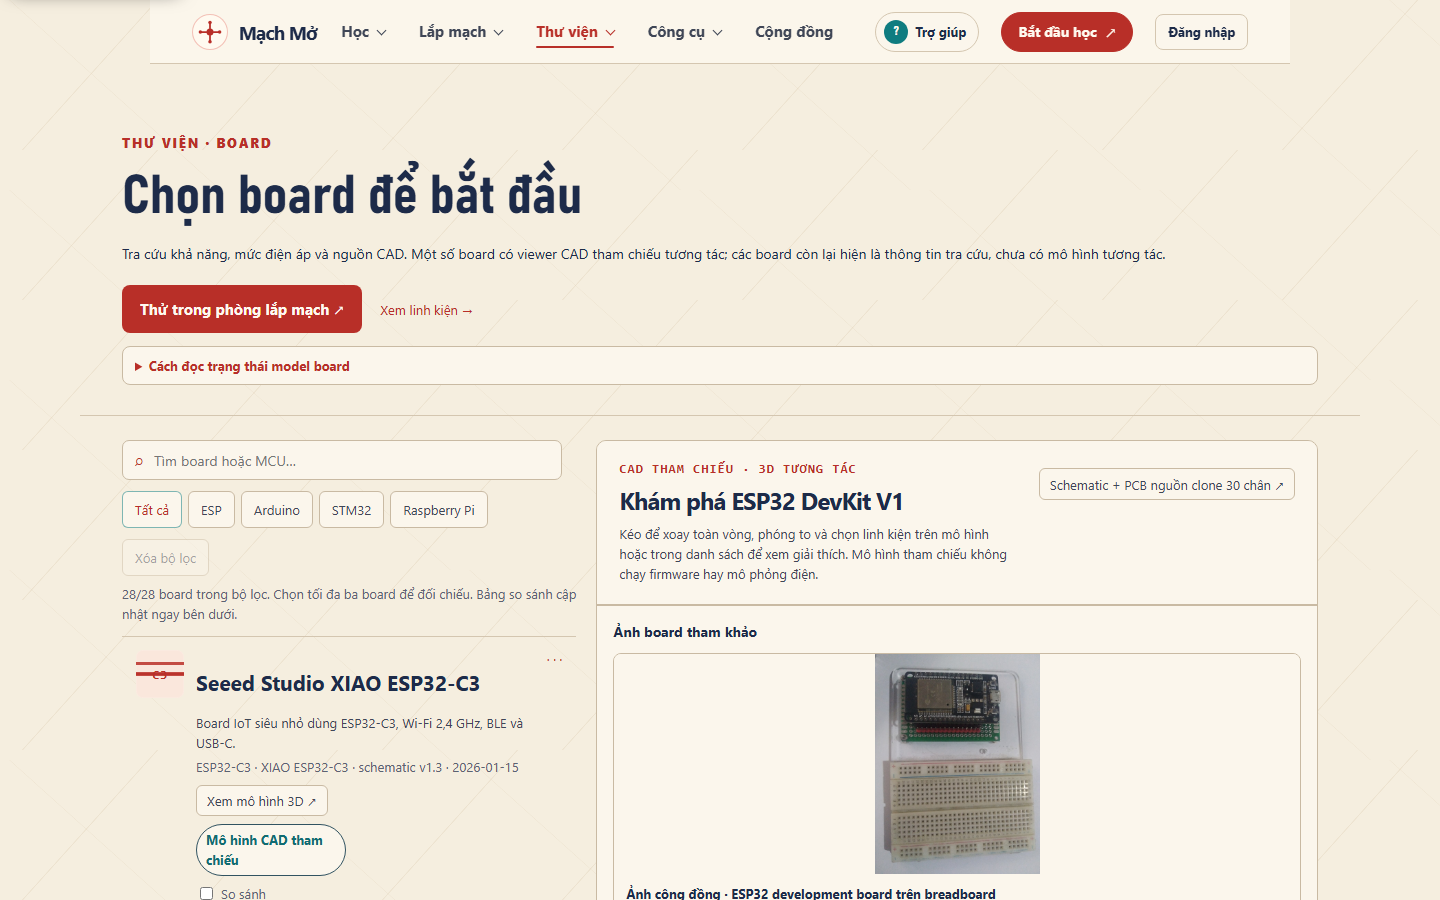 Mạch Mở
Học
Lắp mạch
Thư viện
Công cụ
Cộng đồng
? Trợ giúp
Bắt đầu học ↗
Đăng nhập
THƯ VIỆN · BOARD
Chọn board để bắt đầu
Tra cứu khả năng, mức điện áp và nguồn CAD. Một số board có viewer CAD tham chiếu tương tác; các board còn lại hiện là thông tin tra cứu, chưa có mô hình tương tác.
Thử trong phòng lắp mạch ↗
Xem linh kiện →
▶ Cách đọc trạng thái model board
Tìm board hoặc MCU...
Tất cả
ESP
Arduino
STM32
Raspberry Pi
Xóa bộ lọc
28/28 board trong bộ lọc. Chọn tối đa ba board để đối chiếu. Bảng so sánh cập
nhật ngay bên dưới.
C3
...
Seeed Studio XIAO ESP32-C3
Board IoT siêu nhỏ dùng ESP32-C3, Wi-Fi 2,4 GHz, BLE và
USB-C.
ESP32-C3 · XIAO ESP32-C3 · schematic v1.3 · 2026-01-15
Xem mô hình 3D ↗
Mô hình CAD tham
chiếu
So sánh
CAD THAM CHIẾU · 3D TƯƠNG TÁC
Khám phá ESP32 DevKit V1
Kéo để xoay toàn vòng, phóng to và chọn linh kiện trên mô hình
hoặc trong danh sách để xem giải thích. Mô hình tham chiếu không
chạy firmware hay mô phỏng điện.
Schematic + PCB nguồn clone 30 chân ↗
Ảnh board tham khảo
Ảnh cộng đồng · ESP32 development board trên breadboard